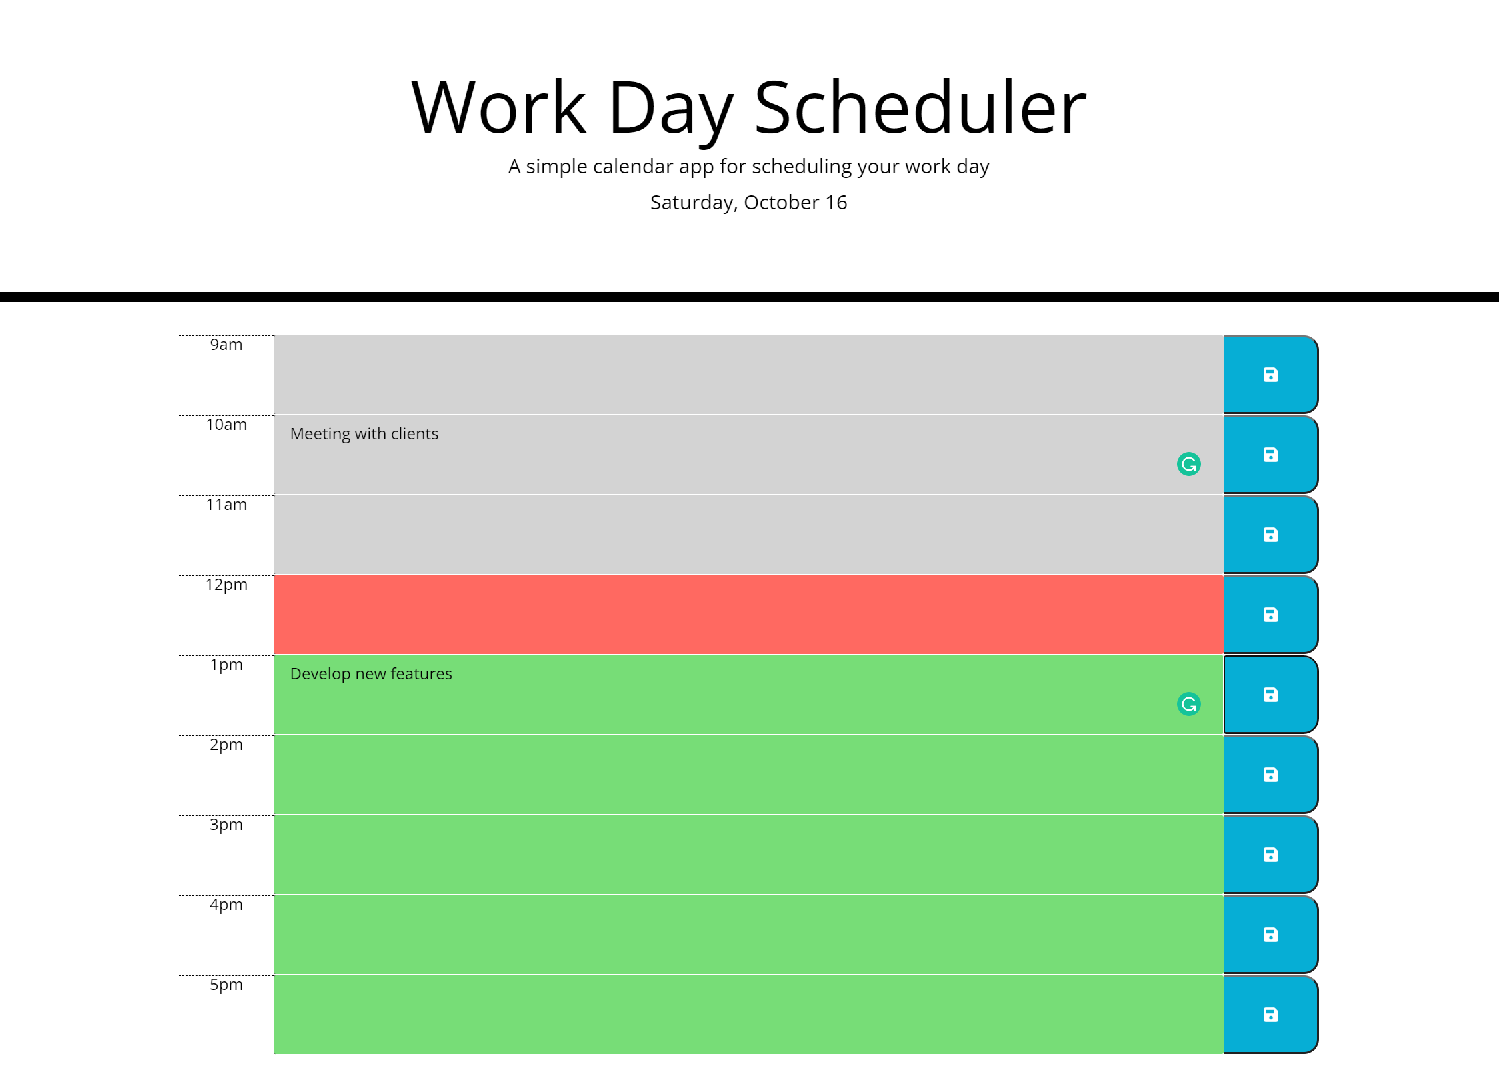 Work Day Scheduler
A simple calendar app for scheduling your work day
Saturday, October 16
9am
10am
Meeting with clients
11am
12pm
1pm
Develop new features
2pm
3pm
4pm
5pm